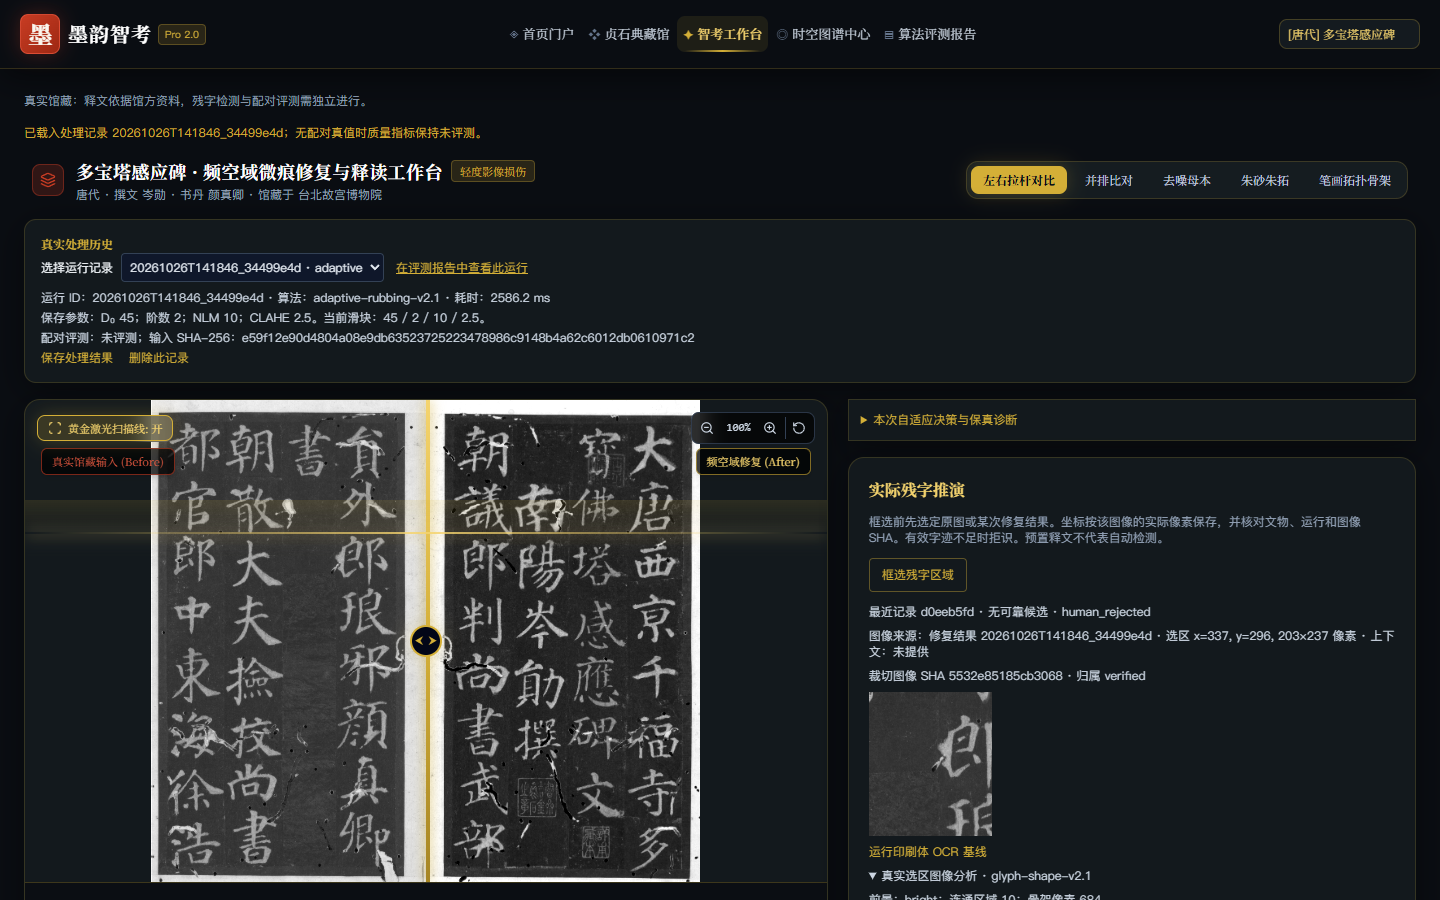 墨 墨韵智考 Pro 2.0
首页门户 贞石典藏馆 智考工作台 时空图谱中心 算法评测报告
[唐代] 多宝塔感应碑
真实馆藏：释文依据馆方资料，残字检测与配对评测需独立进行。
已载入处理记录 20261026T141846_34499e4d；无配对真值时质量指标保持未评测。
多宝塔感应碑 · 频空域微痕修复与释读工作台 轻度影像损伤
唐代 · 撰文 岑勋 · 书丹 颜真卿 · 馆藏于 台北故宫博物院
左右拉杆对比 并排比对 去噪母本 朱砂朱拓 笔画拓扑骨架
真实处理历史
选择运行记录 20261026T141846_34499e4d · adaptive 在评测报告中查看此运行
运行 ID：20261026T141846_34499e4d · 算法：adaptive-rubbing-v2.1 · 耗时：2586.2 ms
保存参数：D₀ 45；阶数 2；NLM 10；CLAHE 2.5。当前滑块：45 / 2 / 10 / 2.5。
配对评测：未评测；输入 SHA-256：e59f12e90d4804a08e9db63523725223478986c9148b4a62c6012db0610971c2
保存处理结果 删除此记录
黄金激光扫描线: 开
真实馆藏输入 (Before)
100%
频空域修复 (After)
大唐西京千福寺多
寶佛塔感應碑文
南陽岑勛撰
朝議郎判尚書武部
員外郎琅邪顏真卿
書
朝散大夫撿挍尚書
都官郎中東海徐浩
本次自适应决策与保真诊断
实际残字推演
框选前先选定原图或某次修复结果。坐标按该图像的实际像素保存，并核对文物、运行和图像
SHA。有效字迹不足时拒识。预置释文不代表自动检测。
框选残字区域
最近记录 d0eeb5fd · 无可靠候选 · human_rejected
图像来源：修复结果 20261026T141846_34499e4d · 选区 x=337, y=296, 203×237 像素 · 上下
文：未提供
裁切图像 SHA 5532e85185cb3068 · 归属 verified
运行印刷体 OCR 基线
真实选区图像分析 · glyph-shape-v2.1
前景：bright；连通区域 10；骨架像素 684